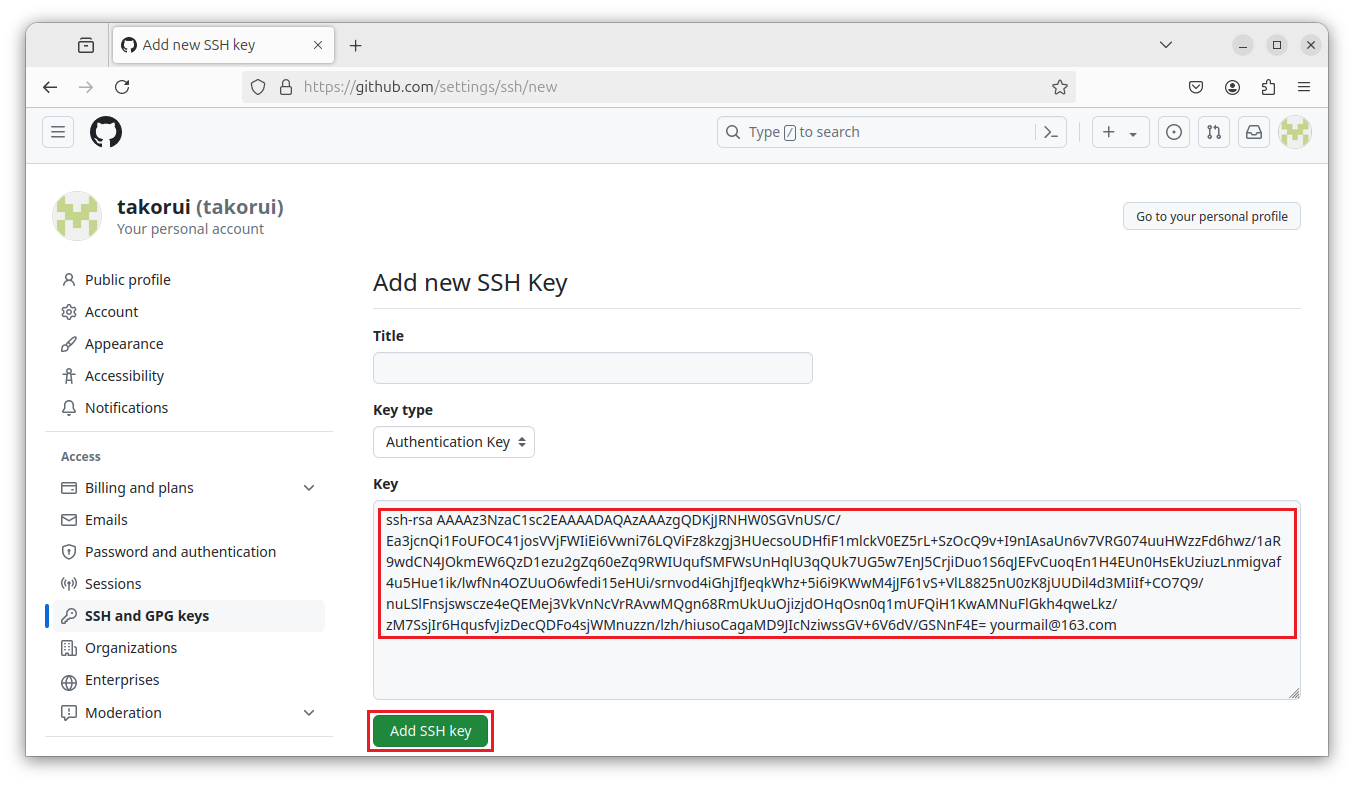 Add new SSH key
https://github.com/settings/ssh/new
Type / to search
takorui (takorui)
Your personal account
Go to your personal profile
Public profile
Account
Appearance
Accessibility
Notifications
Access
Billing and plans
Emails
Password and authentication
Sessions
SSH and GPG keys
Organizations
Enterprises
Moderation
Add new SSH Key
Title
Key type
Authentication Key
Key
ssh-rsa AAAAz3NzaC1sc2EAAAADAQAzAAAzgQDKjJRNHW0SGVnUS/C/
Ea3jcnQi1FoUFOC41josVVjFWIiEi6Vwni76LQViFz8kzgj3HUecsoUDHfiF1mlckV0EZ5rL+SzOcQ9v+I9nIAsaUn6v7VRG074uuHWzzFd6hwz/1aR
9wdCN4JOkmEW6QzD1ezu2gZq60eZq9RWIUqufSMFWsUnHqlU3qQUk7UG5w7EnJ5CrjiDuo1S6qJEFvCuoqEn1H4EUn0HsEkUziuzLnmigvaf
4u5Hue1ik/lwfNn4OZUuO6wfedi15eHUi/srnvod4iGhjIfJeqkWhz+5i6i9KWwM4jJF61vS+VlL8825nU0zK8jUUDil4d3MIiIf+CO7Q9/
nuLSlFnsjswscze4eQEMej3VkVnNcVrRAvwMQgn68RmUkUuOjizjdOHqOsn0q1mUFQiH1KwAMNuFlGkh4qweLkz/
zM7SsjIr6HqusfvJizDecQDFo4sjWMnuzzn/lzh/hiusoCagaMD9JIcNziwssGV+6V6dV/GSNnF4E= yourmail@163.com
Add SSH key